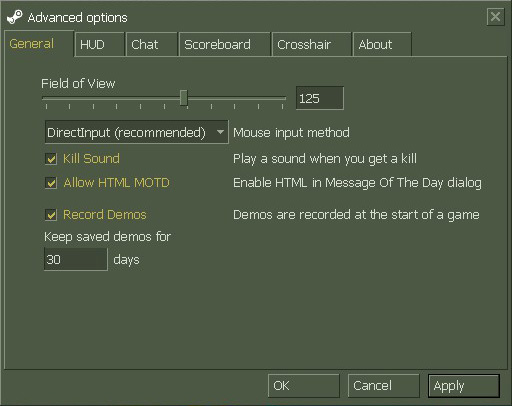 Advanced options
General HUD Chat Scoreboard Crosshair About
Field of View
125
DirectInput (recommended) Mouse input method
Kill Sound Play a sound when you get a kill
Allow HTML MOTD Enable HTML in Message Of The Day dialog
Record Demos Demos are recorded at the start of a game
Keep saved demos for
30 days
OK Cancel Apply